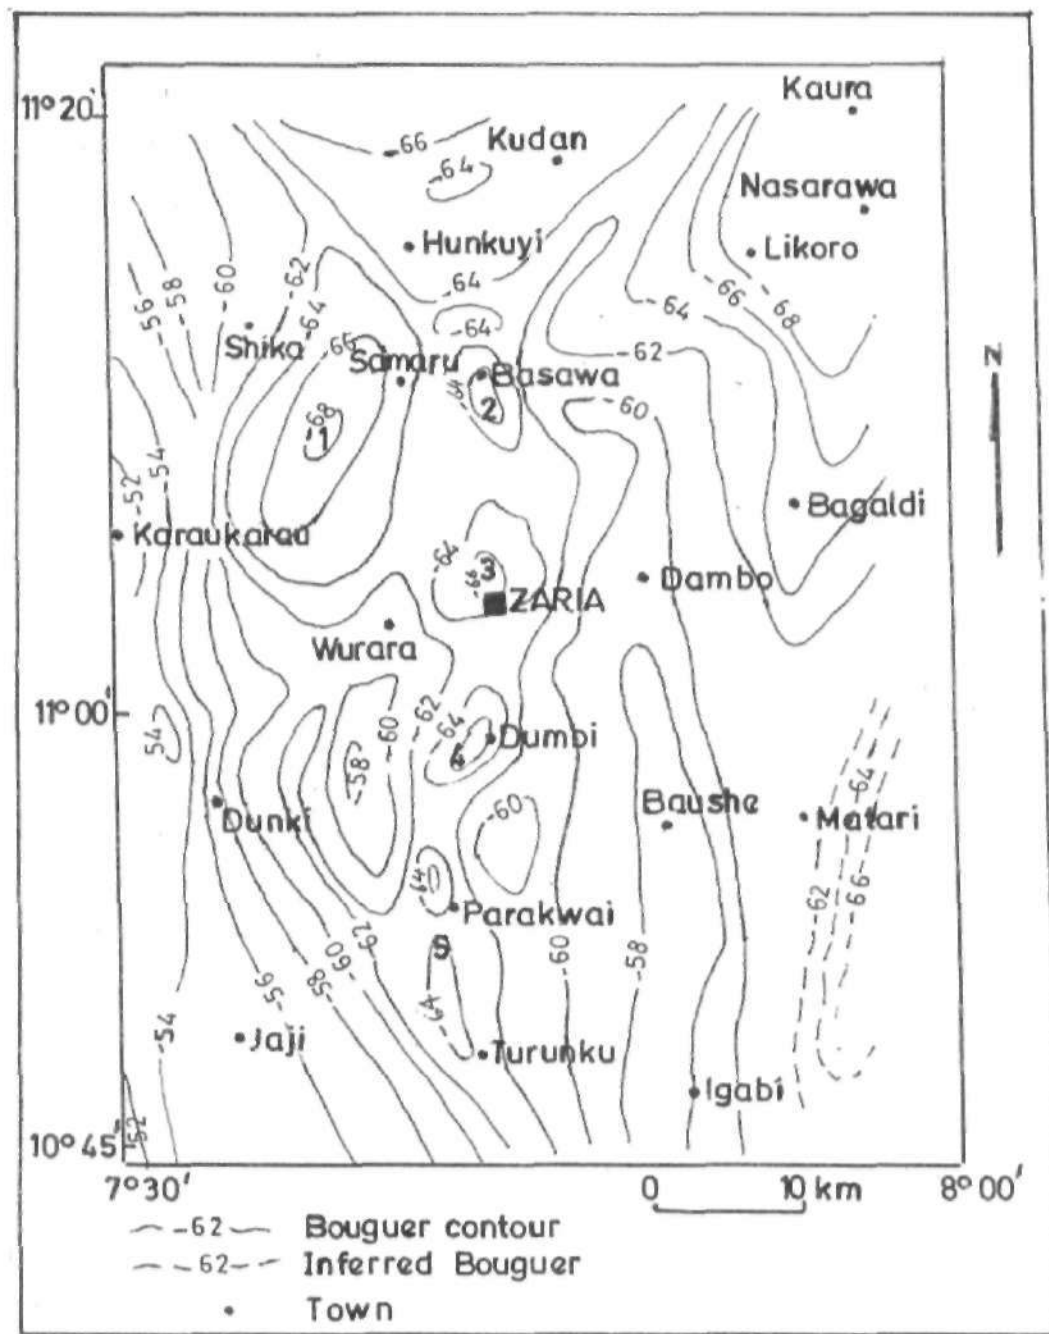 11°20'
Kaura
-66
Kudan
-64
Nasarawa
Hunkuyi
Likoro
-62
-60
-58
-56
-64
-64
-66
-68
-64
Shika
-64
-66
Samaru
Basawa
-62
-64
2
-60
-68
1
-54
-52
Bagaldi
Karaukarau
-64
3
-66
Dambo
ZARIA
Wurara
11°00'
-62
-60
-64
54
-58
4
Dumbi
-64
Baushe
Matari
Dunki
-60
-62
-66
-64
Parakwai
5
-62
-60
-58
-56
-60
-58
-64
-54
Jaji
Turunku
Igabi
52
10°45'
7°30'
0 10 km
8°00'
N
-62 Bouguer contour
62 Inferred Bouguer
Town